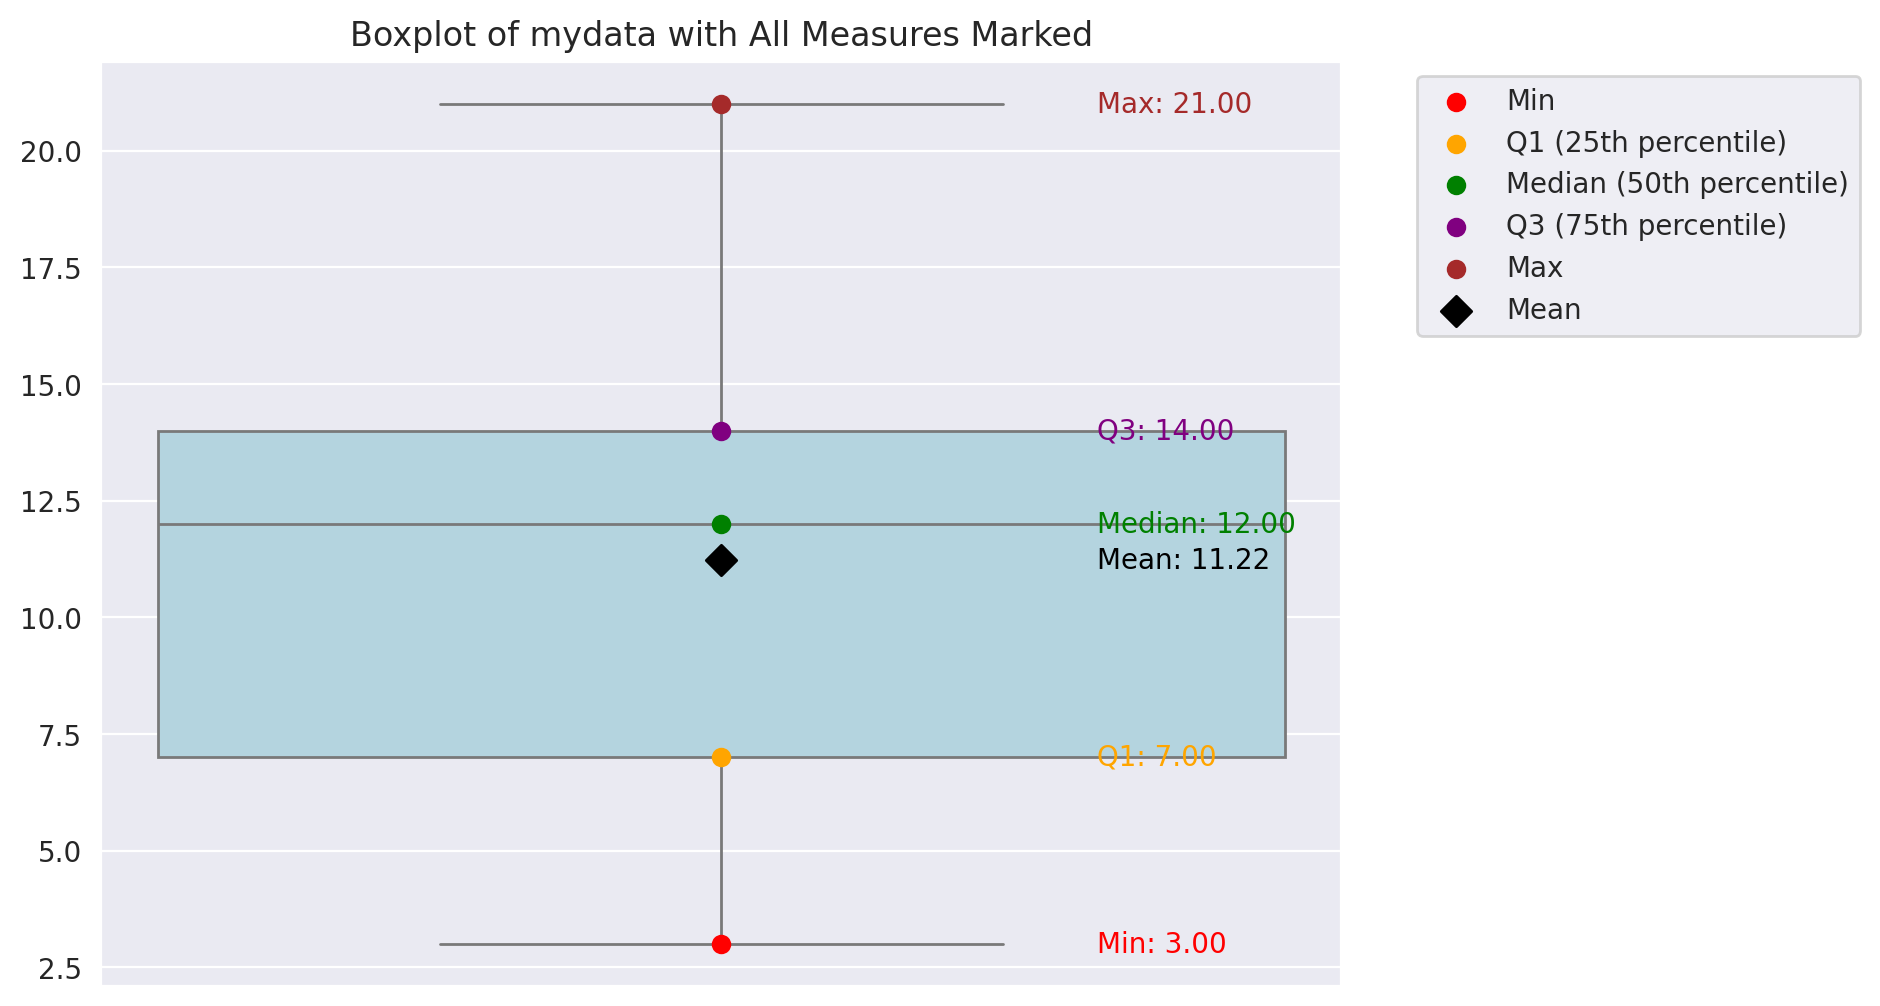 Boxplot of mydata with All Measures Marked
20.0
17.5
15.0
12.5
10.0
7.5
5.0
2.5
Max: 21.00
Q3: 14.00
Median: 12.00
Mean: 11.22
Q1: 7.00
Min: 3.00
Min
Q1 (25th percentile)
Median (50th percentile)
Q3 (75th percentile)
Max
Mean